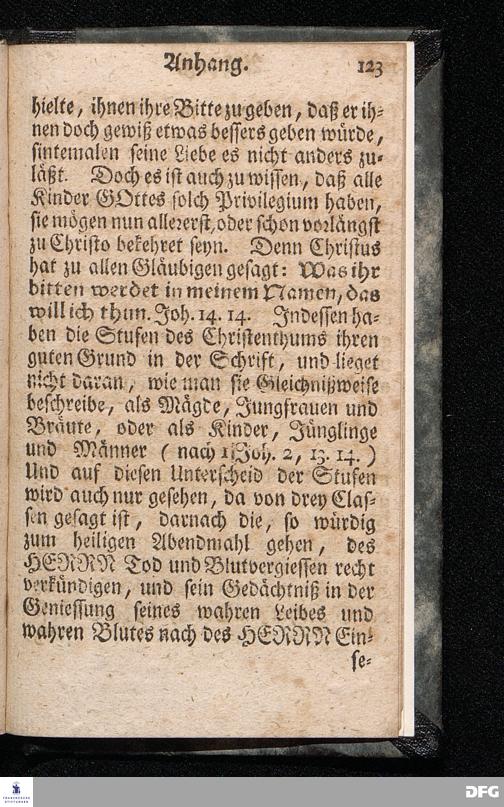 Anhang. 123
hielte, ihnen ihre Bitte zu geben, daß er ih⸗
nen doch gewiß etwas bessers geben würde,
sintemalen seine Liebe es nicht anders zu⸗
läßt. Doch es ist auch zu wissen, daß alle
Kinder GOttes solch Privilegium haben,
sie mögen nun allererst, oder schon vorlängst
zu Christo bekehret seyn. Denn Christus
hat zu allen Gläubigen gesagt: Was ihr
bitten werdet in meinem Namen, das
will ich thun. Joh. 14. 14. Indessen ha⸗
ben die Stufen des Christenthums ihren
guten Grund in der Schrift, und lieget
nicht daran, wie man sie Gleichnißweise
beschreibe, als Mägde, Jungfrauen und
Bräute, oder als Kinder, Jünglinge
und Männer (nach 1 Joh. 2, 13. 14.)
Und auf diesen Unterscheid der Stufen
wird auch nur gesehen, da von drey Clas⸗
sen gesagt ist, darnach die, so würdig
zum heiligen Abendmahl gehen, des
HERRN Tod und Blutvergiessen recht
verkündigen, und sein Gedächtniß in der
Geniessung seines wahren Leibes und
wahren Blutes nach des HERRN Ein⸗
se⸗
FRANCKESCHE
STIFTUNGEN
DFG